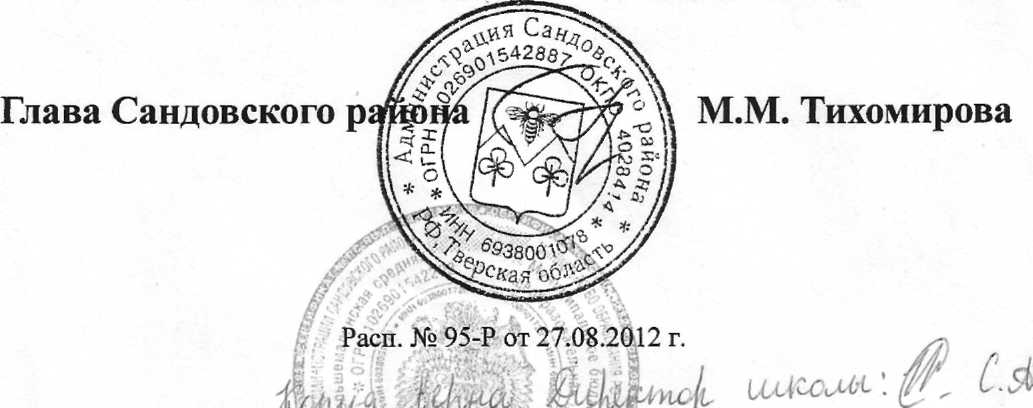 Глава Сандовского района М.М. Тихомирова
* Администрация Сандовского района *
РФ, Тверская область
* ОГРН 1026901542887 ОКПО 4028414 *
ИНН 6938001078
Расп. № 95-Р от 27.08.2012 г.
Копия верна Директор школы: